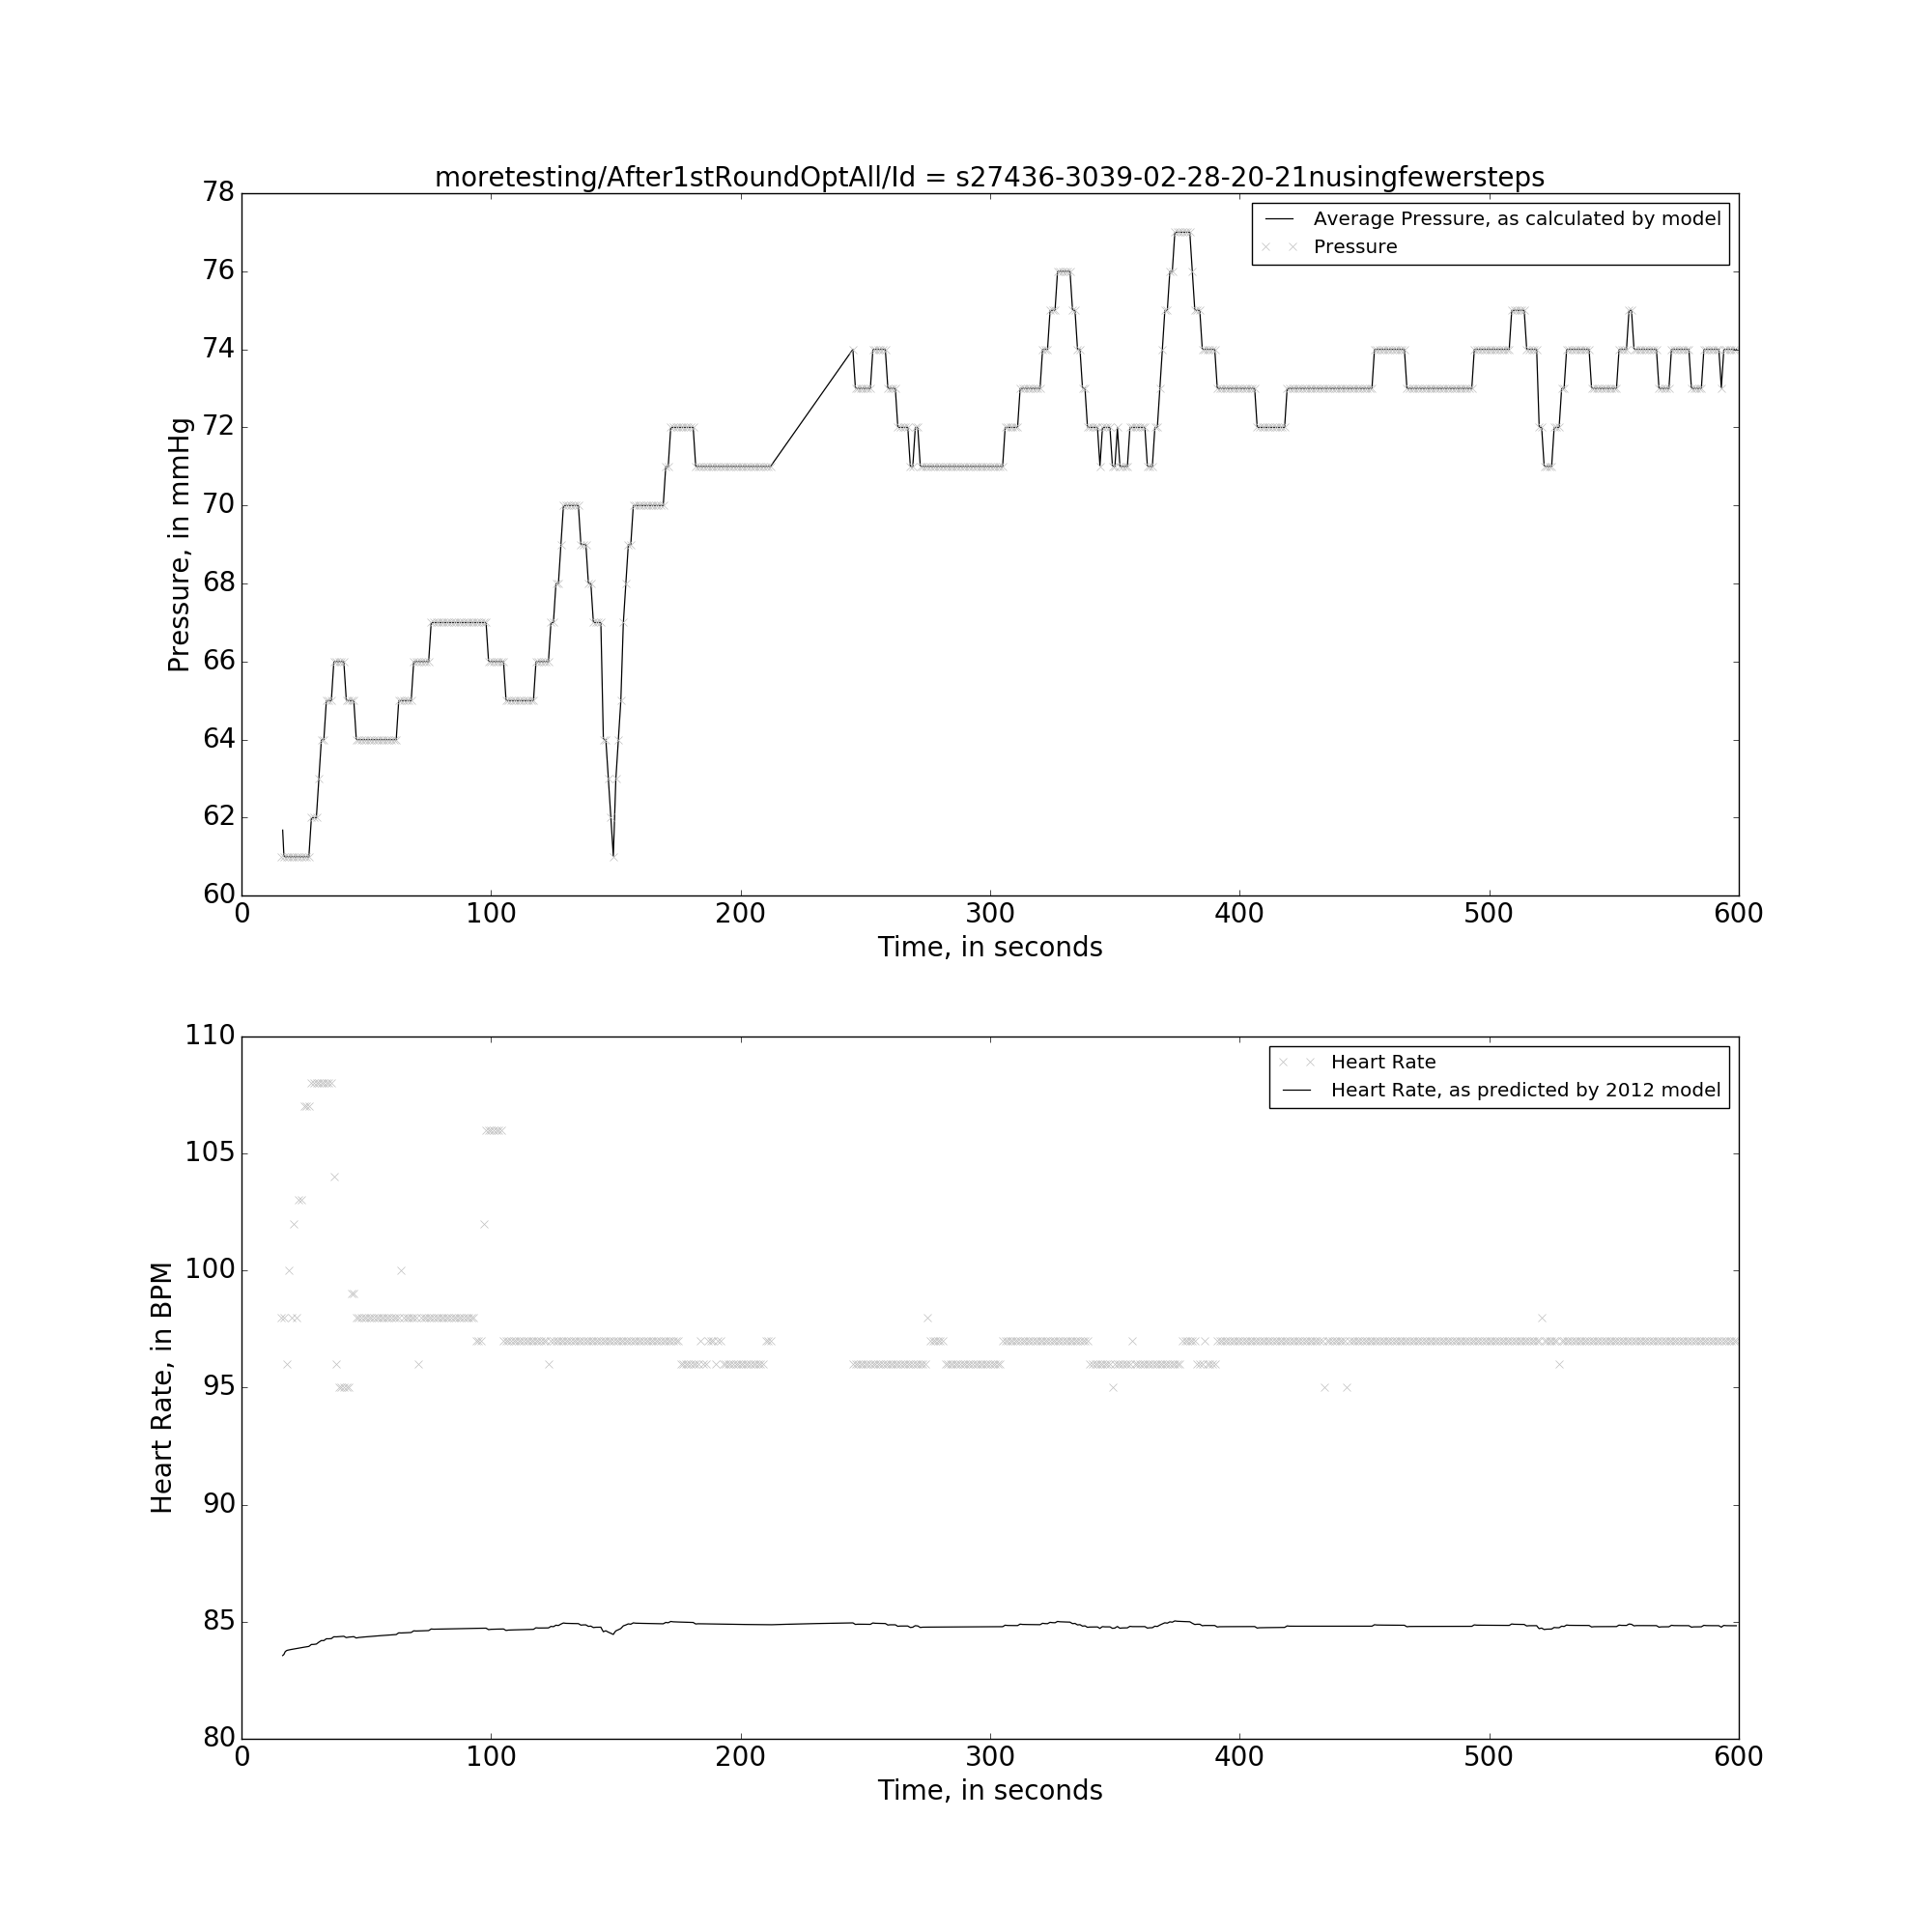 moretesting/After1stRoundOptAll/Id = s27436-3039-02-28-20-21nusingfewersteps
78
76
74
72
70
68
66
64
62
60
Pressure, in mmHg
Average Pressure, as calculated by model
Pressure
0 100 200 300 400 500 600
Time, in seconds
110
105
100
95
90
85
80
Heart Rate, in BPM
Heart Rate
Heart Rate, as predicted by 2012 model
0 100 200 300 400 500 600
Time, in seconds